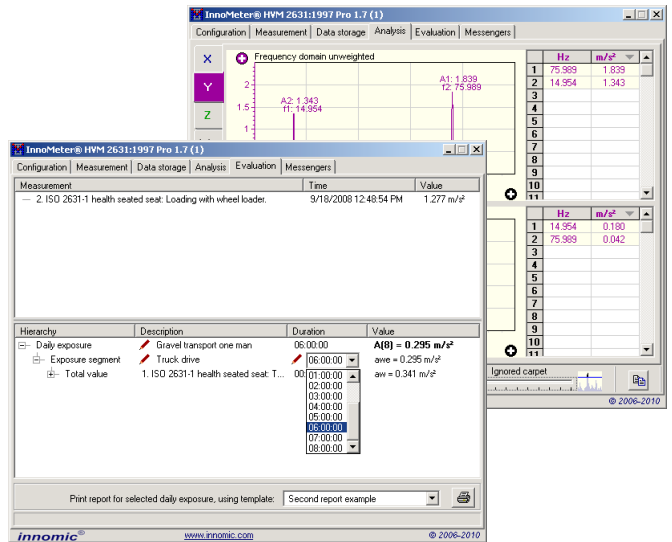 InnoMeter® HVM 2631:1997 Pro 1.7 (1)
Configuration Measurement Data storage Analysis Evaluation Messengers
X
Y
Z
Frequency domain unweighted
2
1.5
1
A1: 1.839
f2: 75.989
A2: 1.343
f1: 14.954
Hz m/s²
1 75.989 1.839
2 14.954 1.343
3
4
5
6
7
8
9
10
11
Hz m/s²
1 14.954 0.180
2 75.989 0.042
3
4
5
6
7
8
9
10
11
Ignored carpet
© 2006-2010
InnoMeter® HVM 2631:1997 Pro 1.7 (1)
Configuration Measurement Data storage Analysis Evaluation Messengers
Measurement Time Value
2. ISO 2631-1 health seated seat: Loading with wheel loader. 9/18/2008 12:48:54 PM 1.277 m/s²
Hierarchy Description Duration Value
Daily exposure Gravel transport one man 06:00:00 A(8) = 0.295 m/s²
Exposure segment Truck drive 06:00:00 awe = 0.295 m/s²
Total value 1. ISO 2631-1 health seated seat: T... 00: aw = 0.341 m/s²
01:00:00
02:00:00
03:00:00
04:00:00
05:00:00
06:00:00
07:00:00
08:00:00
Print report for selected daily exposure, using template: Second report example
innomic® www.innomic.com © 2006-2010